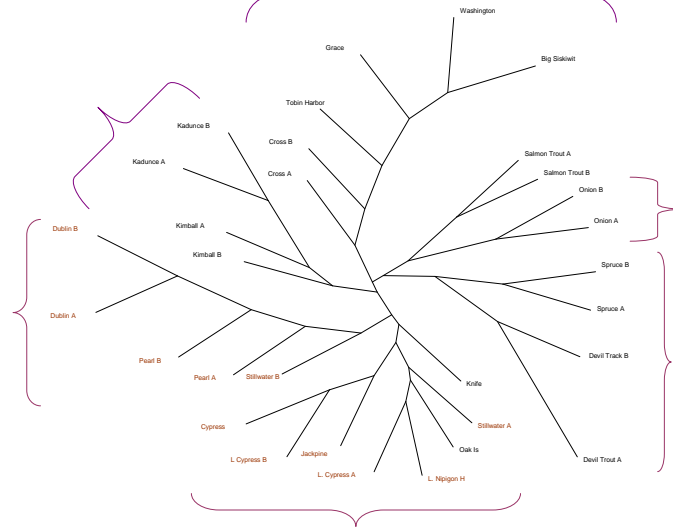 Washington
Grace
Big Siskiwit
Tobin Harbor
Kadunce B
Cross B
Salmon Trout A
Kadunce A
Cross A
Salmon Trout B
Onion B
Onion A
Kimball A
Dublin B
Kimball B
Spruce B
Spruce A
Dublin A
Devil Track B
Pearl B
Pearl A
Stillwater B
Knife
Cypress
Stillwater A
Oak Is
Jackpine
L Cypress B
Devil Trout A
L. Cypress A
L. Nipigon H